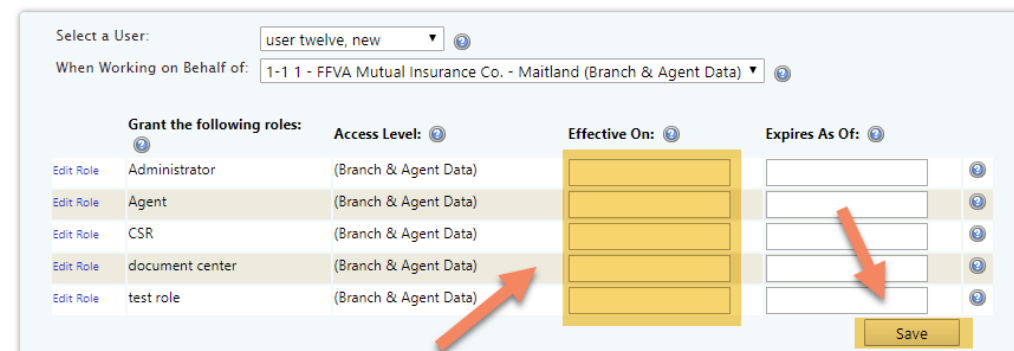 Select a User: user twelve, new
When Working on Behalf of: 1-1 1 - FFVA Mutual Insurance Co. - Maitland (Branch & Agent Data)
Grant the following roles: Access Level: Effective On: Expires As Of:
Edit Role Administrator (Branch & Agent Data)
Edit Role Agent (Branch & Agent Data)
Edit Role CSR (Branch & Agent Data)
Edit Role document center (Branch & Agent Data)
Edit Role test role (Branch & Agent Data)
Save